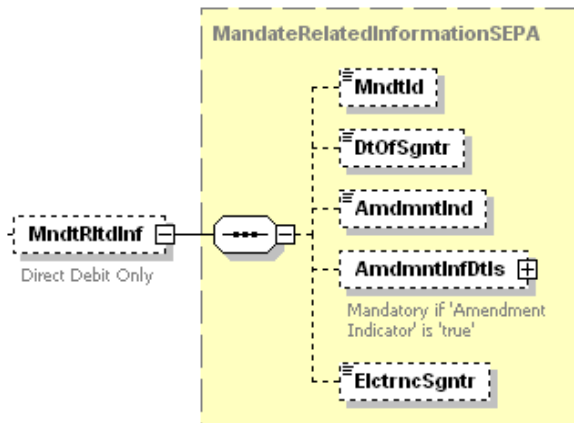 MandateRelatedInformationSEPA
MndtId
DtOfSgntr
AmdmntInd
MndtRltdInf
Direct Debit Only
AmdmntInfDtls
Mandatory if 'Amendment
Indicator' is 'true'
ElctrncSgntr